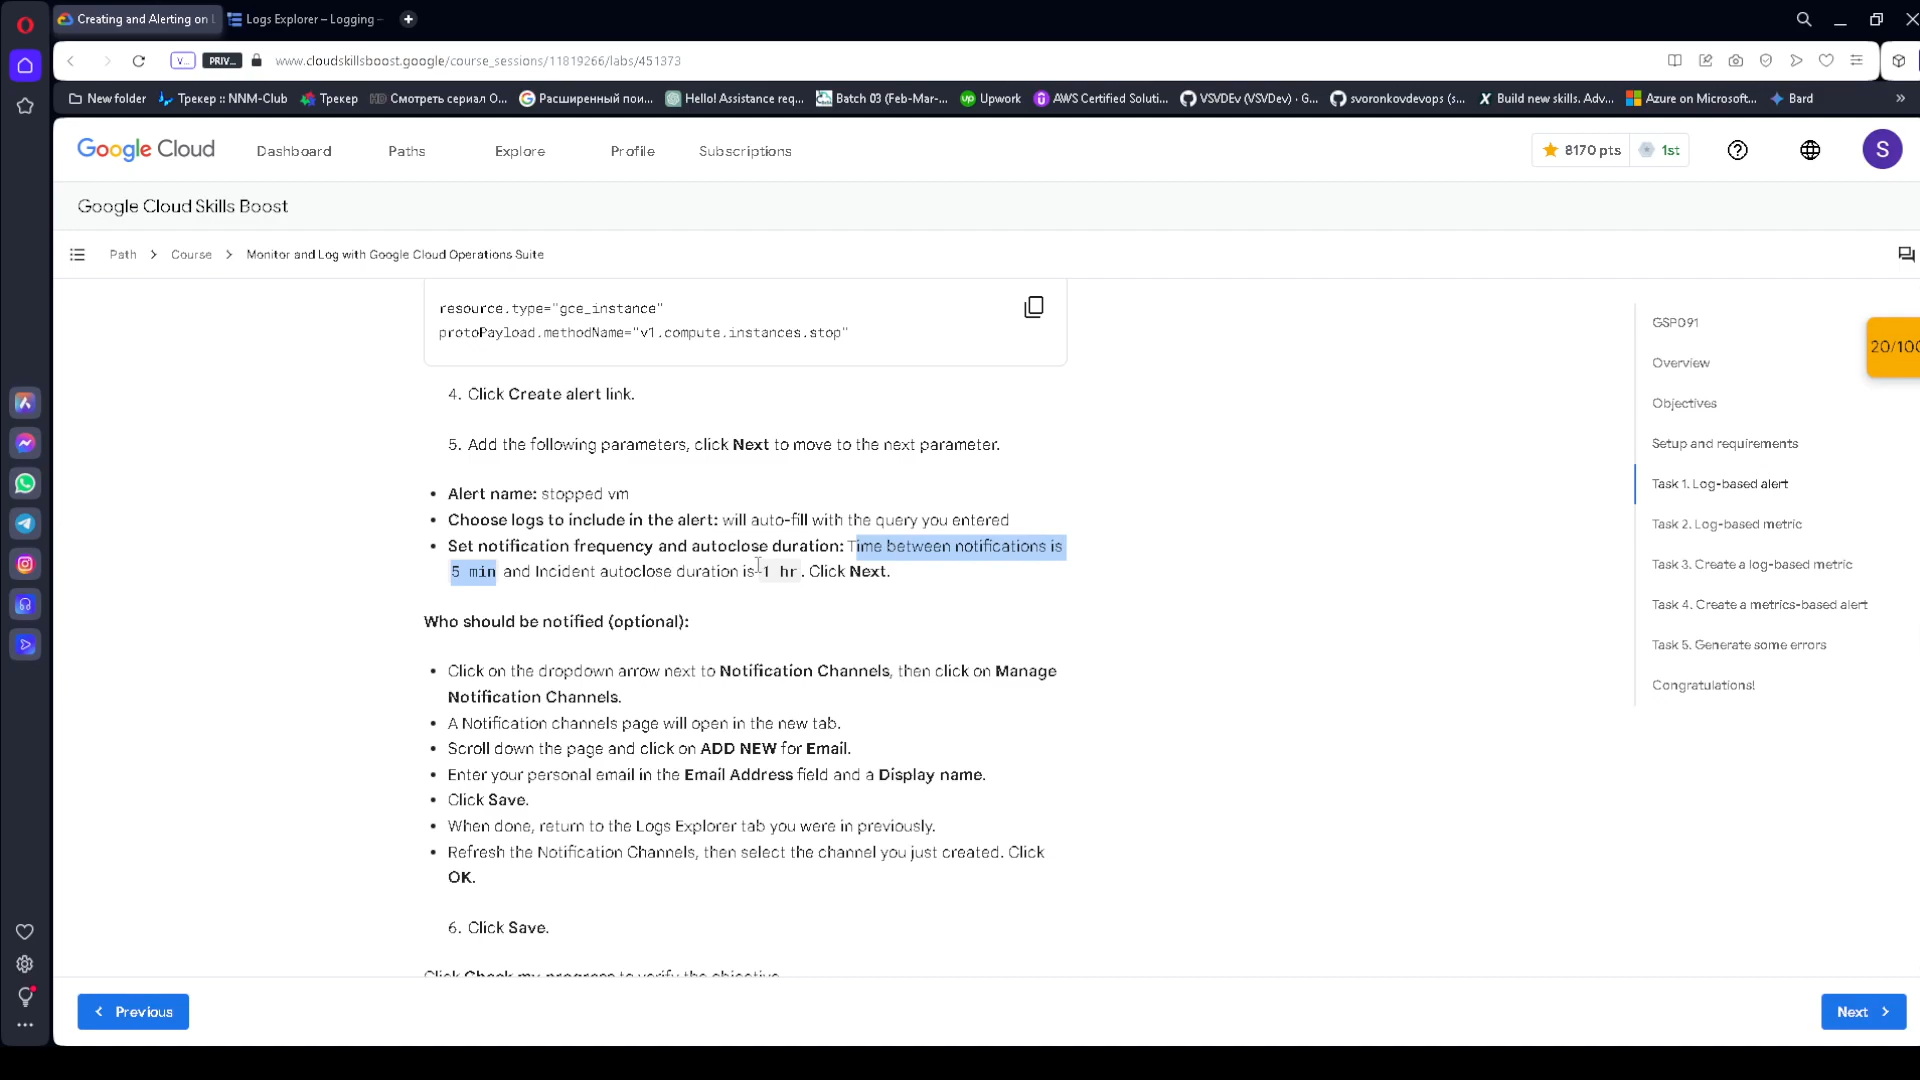 Creating and Alerting on L
Logs Explorer – Logging –
V... PRIV... www.cloudskillsboost.google/course_sessions/11819266/labs/451373
New folder Трекер :: NNM-Club Трекер Смотреть сериал O... Расширенный пои... Hello! Assistance req... Batch 03 (Feb-Mar-... Upwork AWS Certified Soluti... VSVDEv (VSVDev) · G... svoronkovdevops (s... Build new skills. Adv... Azure on Microsoft... Bard »
Google Cloud Dashboard Paths Explore Profile Subscriptions 8170 pts 1st S
Google Cloud Skills Boost
Path > Course > Monitor and Log with Google Cloud Operations Suite
resource.type="gce_instance"
protoPayload.methodName="v1.compute.instances.stop"
4. Click Create alert link.
5. Add the following parameters, click Next to move to the next parameter.
• Alert name: stopped vm
• Choose logs to include in the alert: will auto-fill with the query you entered
• Set notification frequency and autoclose duration: Time between notifications is
5 min and Incident autoclose duration is 1 hr. Click Next.
Who should be notified (optional):
• Click on the dropdown arrow next to Notification Channels, then click on Manage
Notification Channels.
• A Notification channels page will open in the new tab.
• Scroll down the page and click on ADD NEW for Email.
• Enter your personal email in the Email Address field and a Display name.
• Click Save.
• When done, return to the Logs Explorer tab you were in previously.
• Refresh the Notification Channels, then select the channel you just created. Click
OK.
6. Click Save.
Click Check my progress to verify the objective
GSP091
Overview
Objectives
Setup and requirements
Task 1. Log-based alert
Task 2. Log-based metric
Task 3. Create a log-based metric
Task 4. Create a metrics-based alert
Task 5. Generate some errors
Congratulations!
20/100
Previous
Next